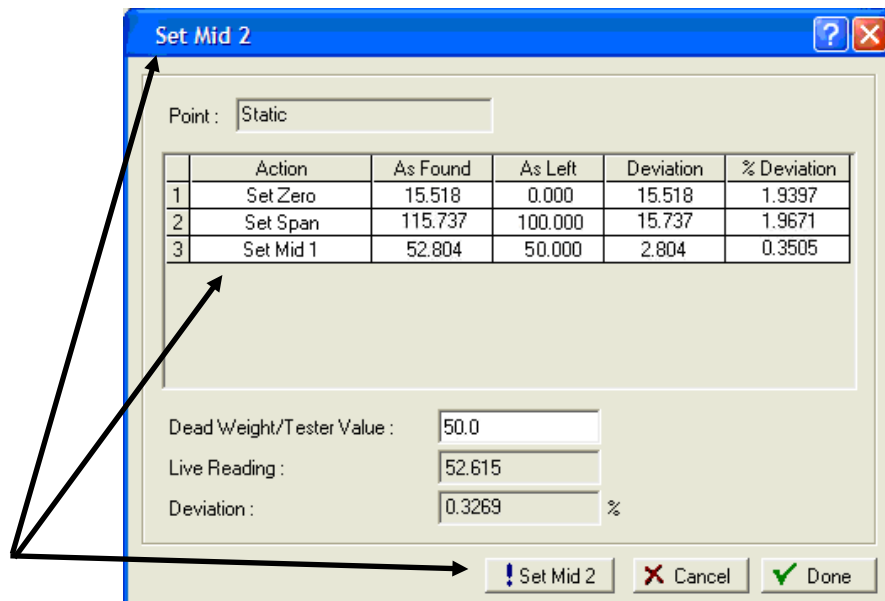 Set Mid 2
Point : Static
Action As Found As Left Deviation % Deviation
1 Set Zero 15.518 0.000 15.518 1.9397
2 Set Span 115.737 100.000 15.737 1.9671
3 Set Mid 1 52.804 50.000 2.804 0.3505
Dead Weight/Tester Value : 50.0
Live Reading : 52.615
Deviation : 0.3269 %
! Set Mid 2 Cancel Done